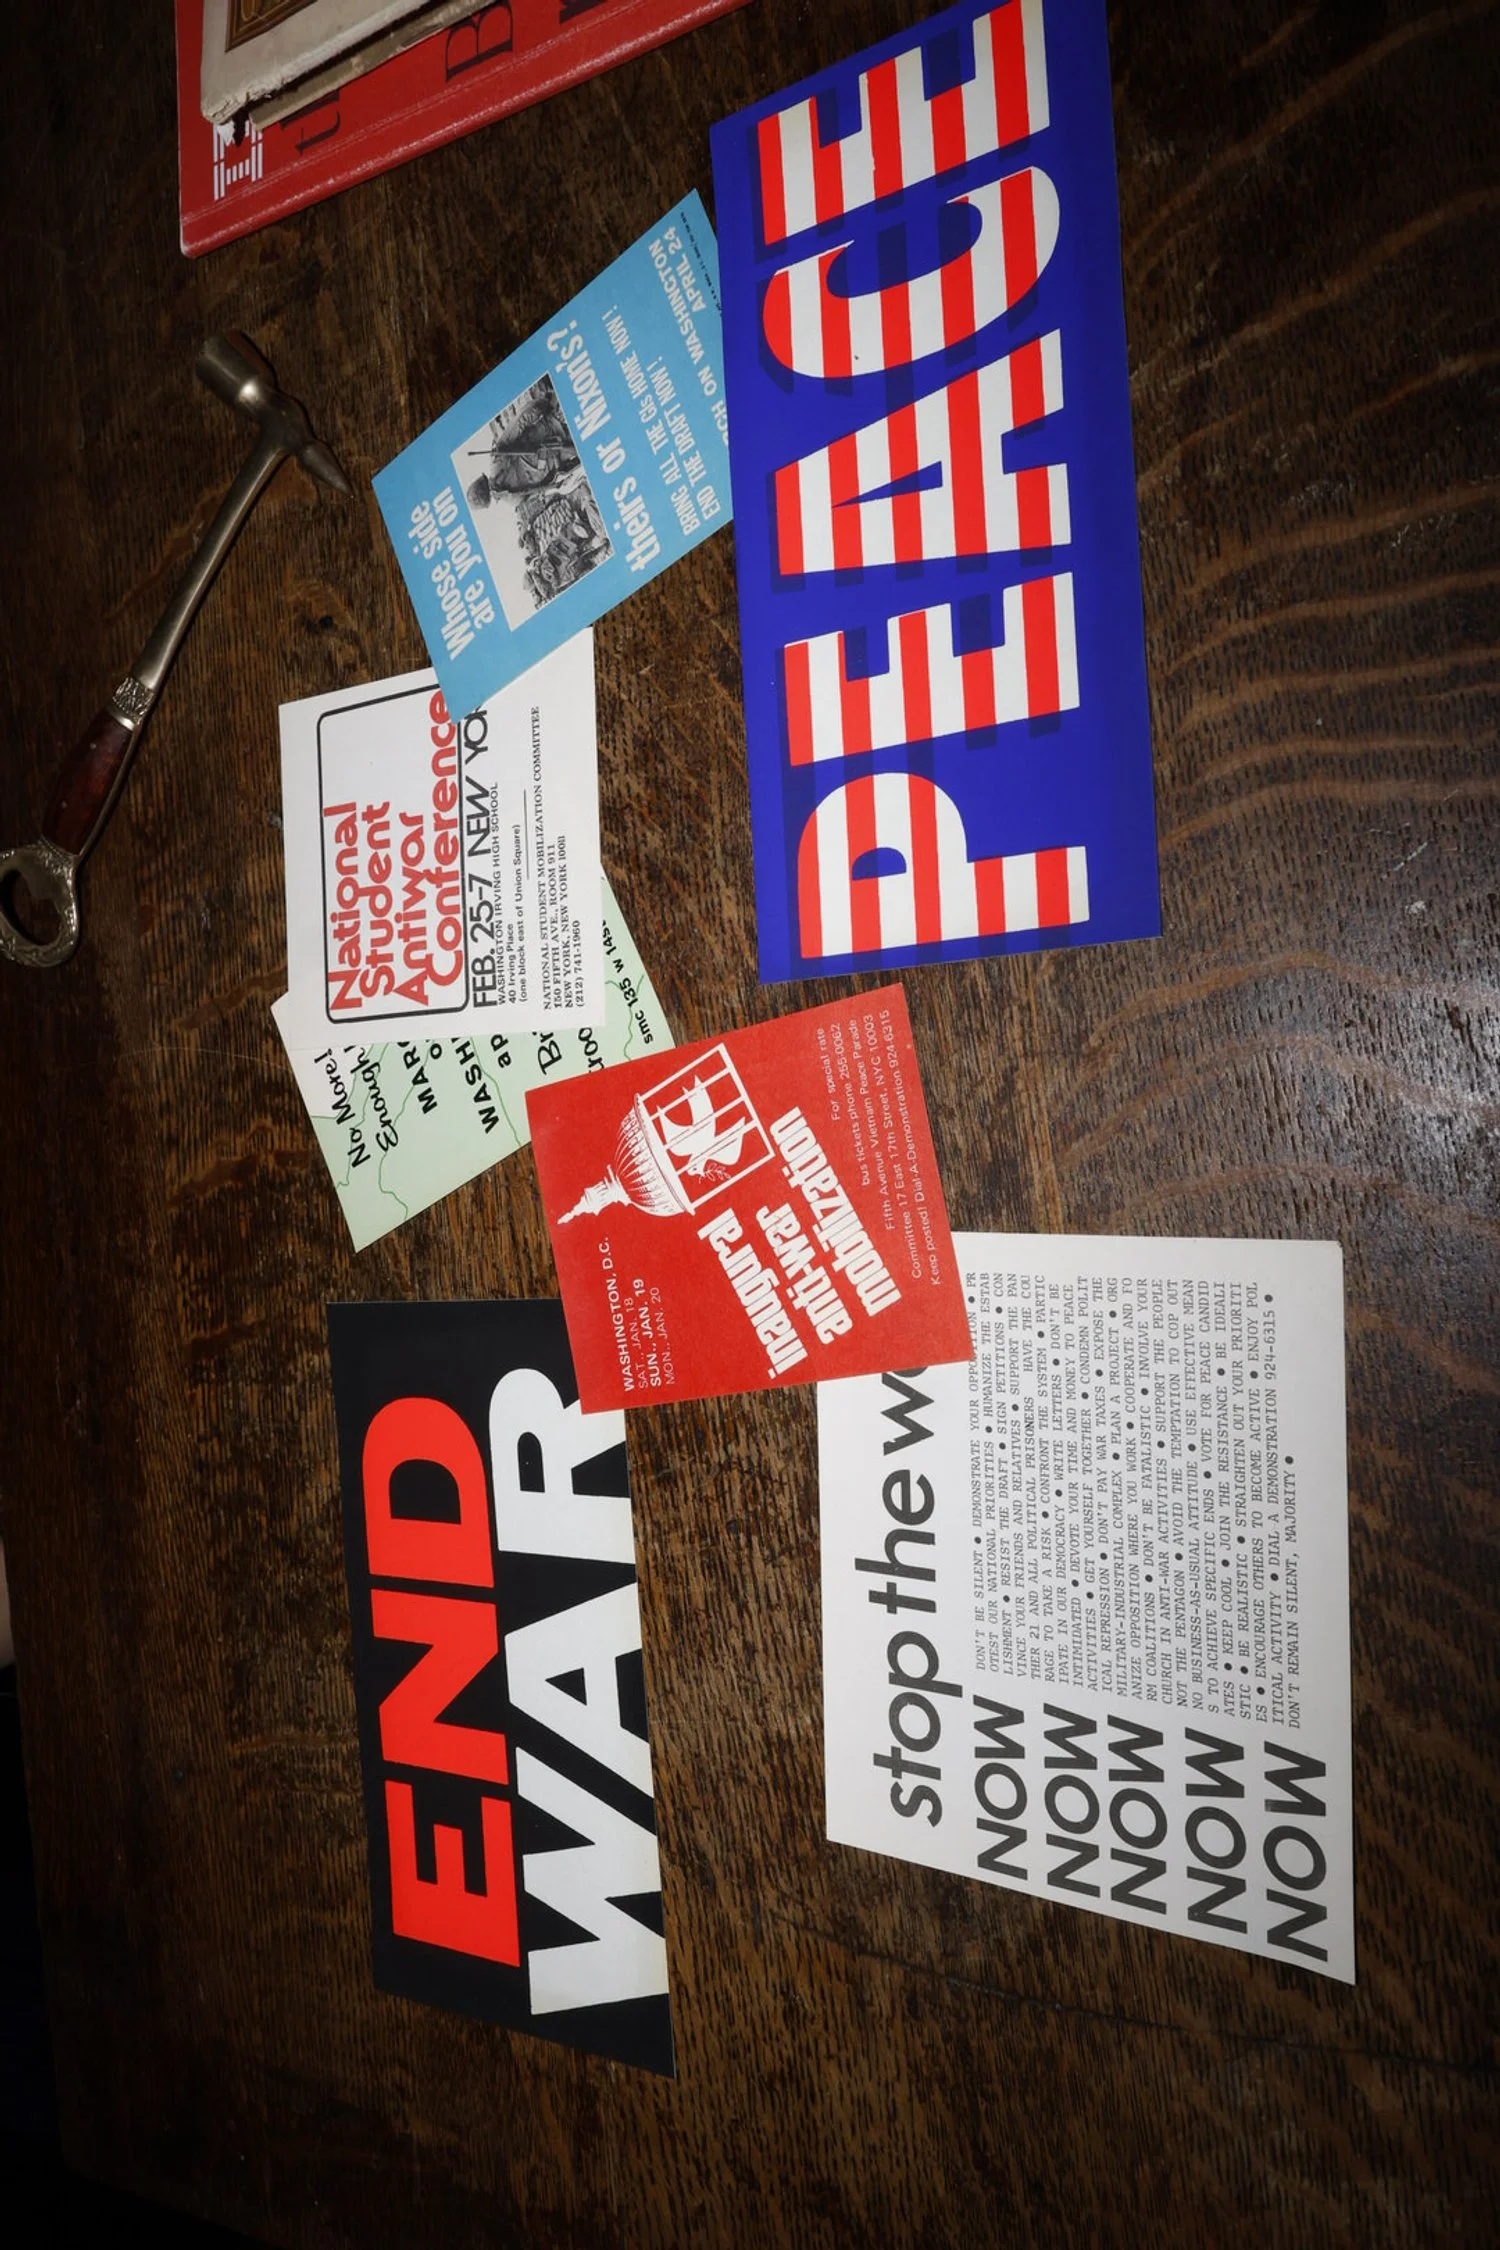 PEACE
Whose side
are you on
theirs or Nixon's?
BRING ALL THE GIS HOME NOW!
END THE DRAFT NOW!
ON WASHINGTON
APRIL 24
National
Student
Antiwar
Conference
FEB. 25-7 NEW YOR
WASHINGTON IRVING HIGH SCHOOL
40 Irving Place
(one block east of Union Square)
NATIONAL STUDENT MOBILIZATION COMMITTEE
150 FIFTH AVE., ROOM 911
NEW YORK, NEW YORK 10011
(212) 741-1960
No More!
Enough!
MARC
WASH
ap
smc 135 w 14st.
WASHINGTON, D.C.
SAT., JAN. 18
SUN., JAN. 19
MON., JAN. 20
inaugural
anti-war
mobilization
For special rate
bus tickets phone 255-0062
Fifth Avenue Vietnam Peace Parade
Committee 17 East 17th Street, NYC 10003
Keep posted! Dial-A-Demonstration 924-6315
END
WAR
stop the w
NOW
NOW
NOW
NOW
NOW
DON'T BE SILENT • DEMONSTRATE YOUR OPPOSITION • PR
OTEST OUR NATIONAL PRIORITIES • HUMANIZE THE ESTAB
LISHMENT • RESIST THE DRAFT • SIGN PETITIONS • CON
VINCE YOUR FRIENDS AND RELATIVES • SUPPORT THE PAN
THER 21 AND ALL POLITICAL PRISONERS HAVE THE COU
RAGE TO TAKE A RISK • CONFRONT THE SYSTEM • PARTIC
IPATE IN OUR DEMOCRACY • WRITE LETTERS • DON'T BE
INTIMIDATED • DEVOTE YOUR TIME AND MONEY TO PEACE
ACTIVITIES • GET YOURSELF TOGETHER • CONDEMN POLIT
ICAL REPRESSION • DON'T PAY WAR TAXES • EXPOSE THE
MILITARY-INDUSTRIAL COMPLEX • PLAN A PROJECT • ORG
ANIZE OPPOSITION WHERE YOU WORK • COOPERATE AND FO
RM COALITIONS • DON'T BE FATALISTIC • INVOLVE YOUR
CHURCH IN ANTI-WAR ACTIVITIES • SUPPORT THE PEOPLE
NOT THE PENTAGON • AVOID THE TEMPTATION TO COP OUT
NO BUSINESS-AS-USUAL ATTITUDE • USE EFFECTIVE MEAN
S TO ACHIEVE SPECIFIC ENDS • VOTE FOR PEACE CANDID
ATES • KEEP COOL • JOIN THE RESISTANCE • BE IDEALI
STIC • BE REALISTIC • STRAIGHTEN OUT YOUR PRIORITI
ES • ENCOURAGE OTHERS TO BECOME ACTIVE • ENJOY POL
ITICAL ACTIVITY • DIAL A DEMONSTRATION 924-6315 •
DON'T REMAIN SILENT, MAJORITY •